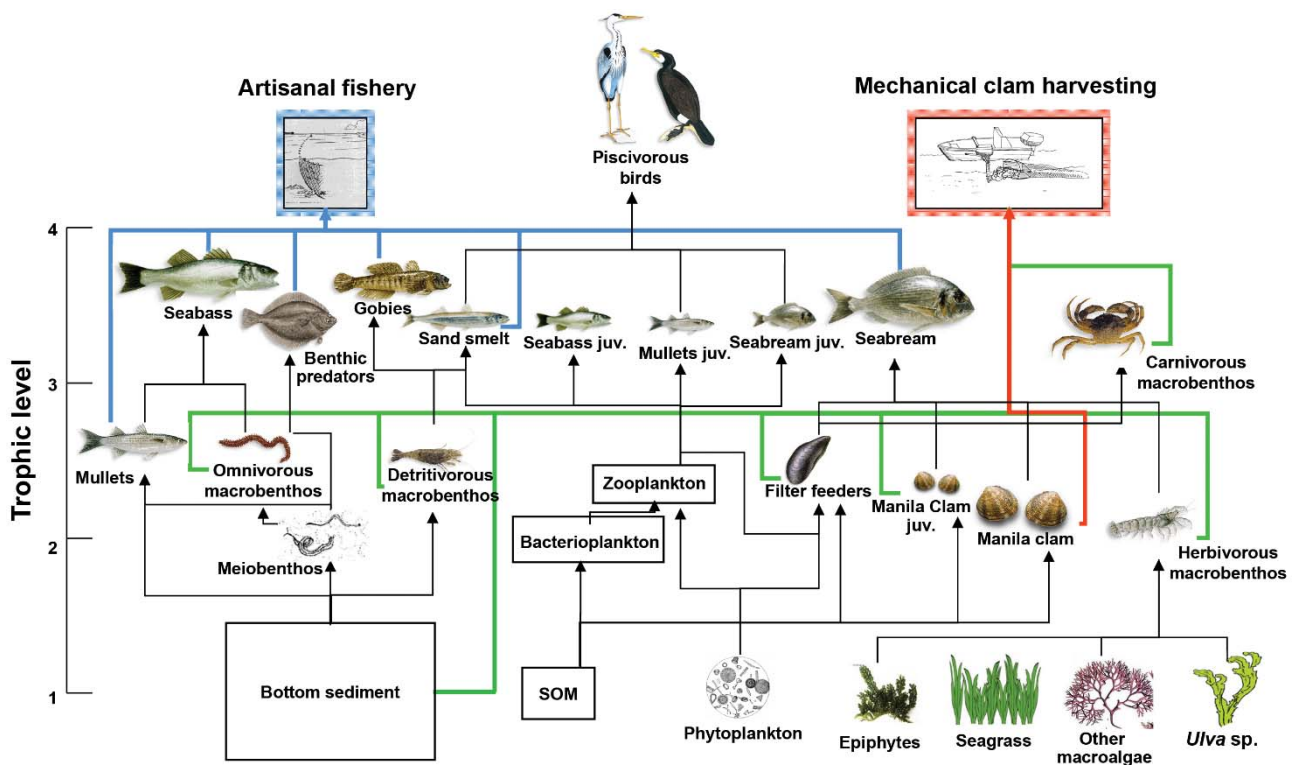 Artisanal fishery
Mechanical clam harvesting
Piscivorous
birds
Trophic level
4
3
2
1
Seabass
Benthic
predators
Gobies
Sand smelt
Seabass juv.
Mullets juv.
Seabream juv.
Seabream
Carnivorous
macrobenthos
Mullets
Omnivorous
macrobenthos
Detritivorous
macrobenthos
Meiobenthos
Zooplankton
Bacterioplankton
Filter feeders
Manila Clam
juv.
Manila clam
Herbivorous
macrobenthos
Bottom sediment
SOM
Phytoplankton
Epiphytes
Seagrass
Other
macroalgae
Ulva sp.